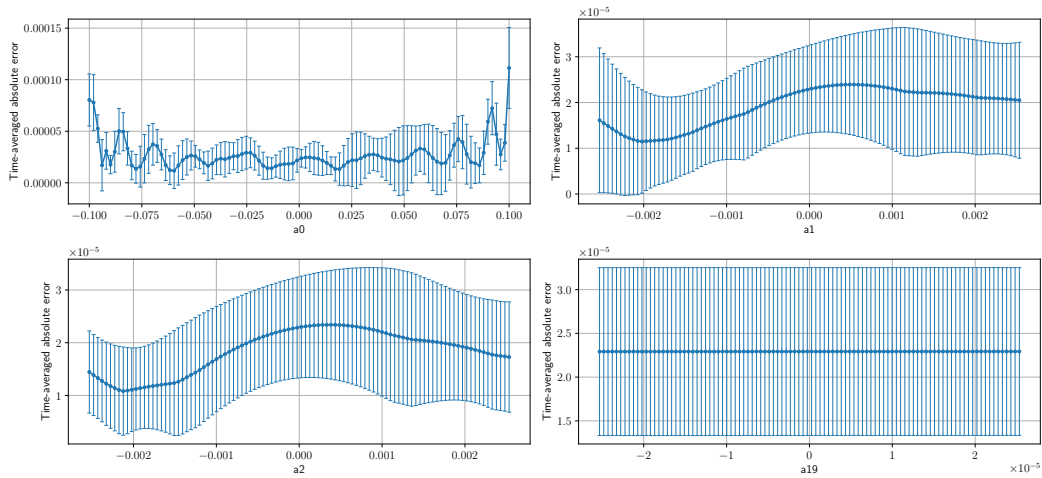 0.00015
0.00010
0.00005
0.00000
Time-averaged absolute error
−0.100 −0.075 −0.050 −0.025 0.000 0.025 0.050 0.075 0.100
a0
×10−5
3
2
1
0
Time-averaged absolute error
−0.002 −0.001 0.000 0.001 0.002
a1
×10−5
3
2
1
Time-averaged absolute error
−0.002 −0.001 0.000 0.001 0.002
a2
×10−5
3.0
2.5
2.0
1.5
Time-averaged absolute error
−2 −1 0 1 2
a19
×10−5